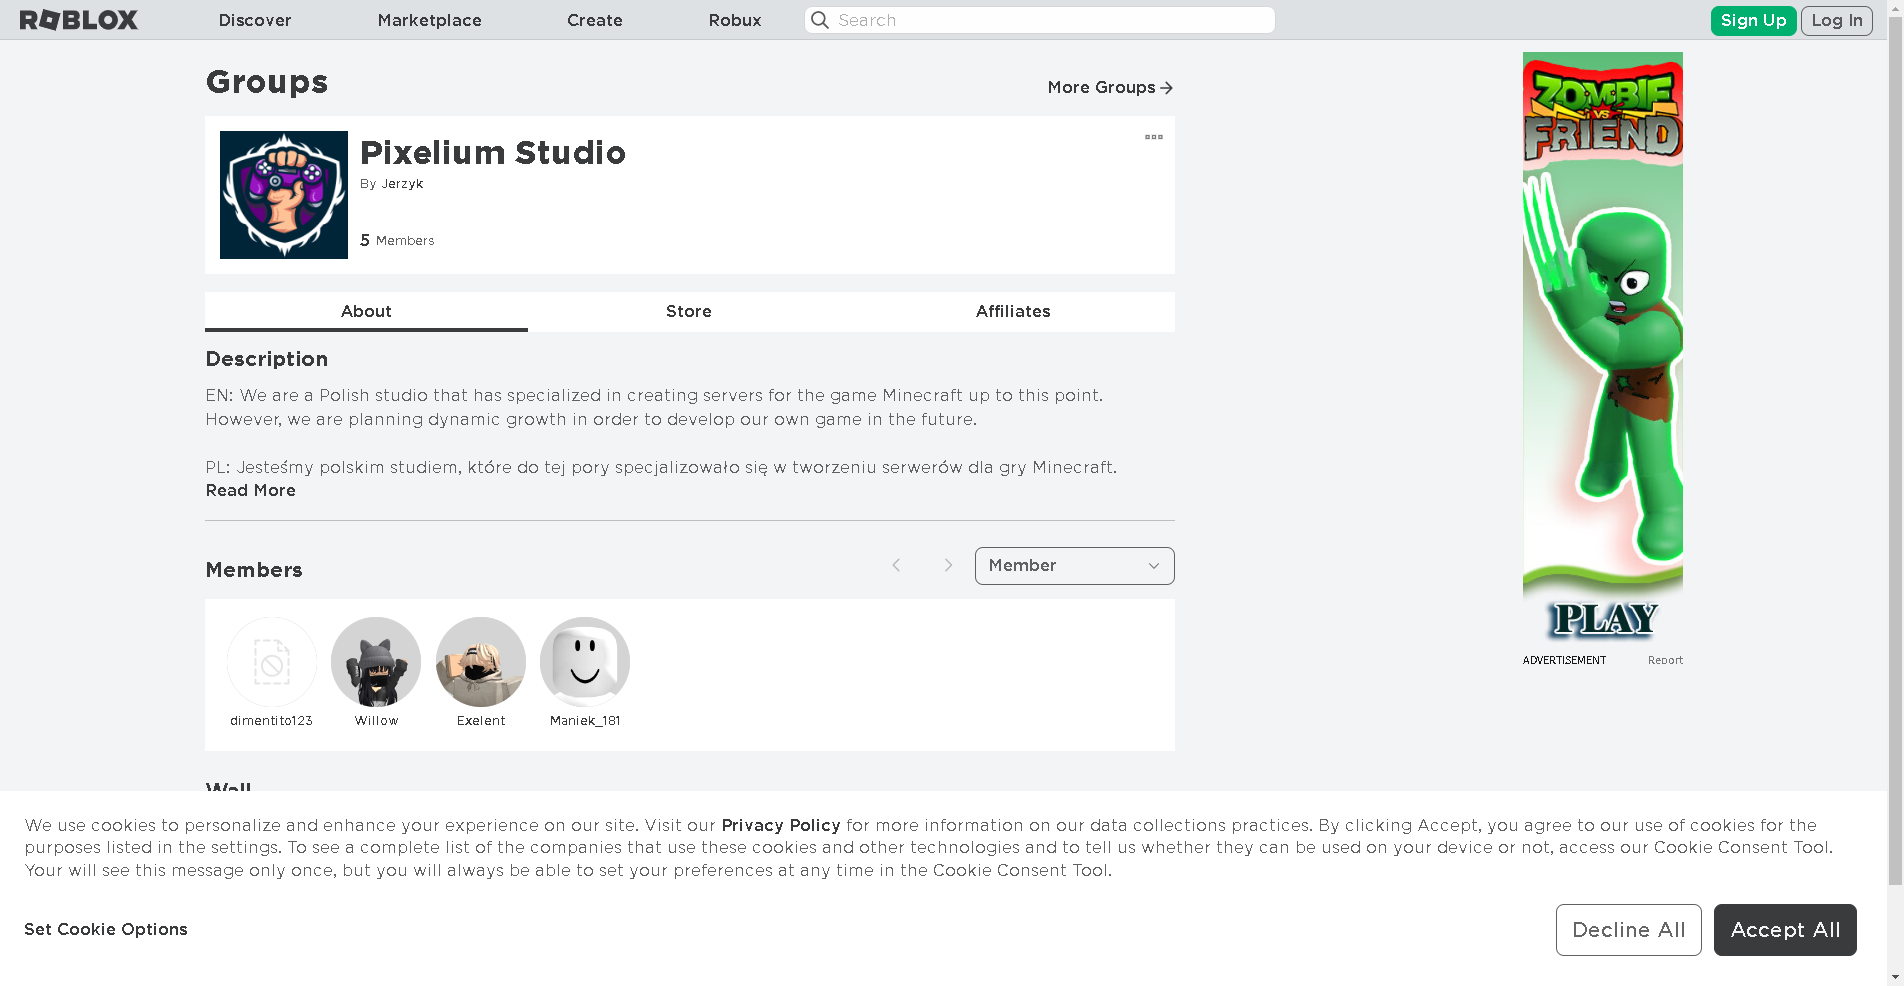 ROBLOX
Discover
Marketplace
Create
Robux
Search
Sign Up
Log In
Groups
More Groups
Pixelium Studio
By Jerzyk
5 Members
About
Store
Affiliates
Description
EN: We are a Polish studio that has specialized in creating servers for the game Minecraft up to this point.
However, we are planning dynamic growth in order to develop our own game in the future.
PL: Jesteśmy polskim studiem, które do tej pory specjalizowało się w tworzeniu serwerów dla gry Minecraft.
Read More
Members
Member
dimentito123
Willow
Exelent
Maniek_181
Wall
ZOMBIE
VS
FRIEND
PLAY
ADVERTISEMENT
Report
We use cookies to personalize and enhance your experience on our site. Visit our Privacy Policy for more information on our data collections practices. By clicking Accept, you agree to our use of cookies for the
purposes listed in the settings. To see a complete list of the companies that use these cookies and other technologies and to tell us whether they can be used on your device or not, access our Cookie Consent Tool.
Your will see this message only once, but you will always be able to set your preferences at any time in the Cookie Consent Tool.
Set Cookie Options
Decline All
Accept All